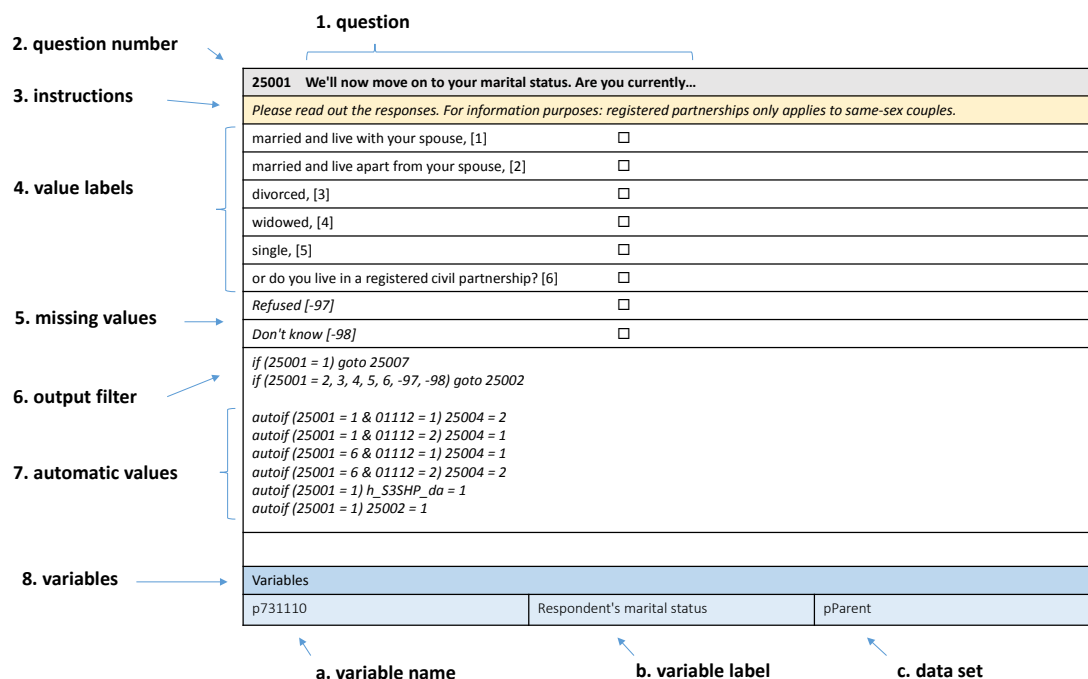 1. question
2. question number
25001 We'll now move on to your marital status. Are you currently…
3. instructions
Please read out the responses. For information purposes: registered partnerships only applies to same-sex couples.
married and live with your spouse, [1]
married and live apart from your spouse, [2]
4. value labels
divorced, [3]
widowed, [4]
single, [5]
or do you live in a registered civil partnership? [6]
5. missing values
Refused [-97]
Don't know [-98]
if (25001 = 1) goto 25007
if (25001 = 2, 3, 4, 5, 6, -97, -98) goto 25002
6. output filter
autoif (25001 = 1 & 01112 = 1) 25004 = 2
autoif (25001 = 1 & 01112 = 2) 25004 = 1
autoif (25001 = 6 & 01112 = 1) 25004 = 1
7. automatic values
autoif (25001 = 6 & 01112 = 2) 25004 = 2
autoif (25001 = 1) h_S3SHP_da = 1
autoif (25001 = 1) 25002 = 1
8. variables
Variables
p731110 Respondent's marital status pParent
a. variable name b. variable label c. data set